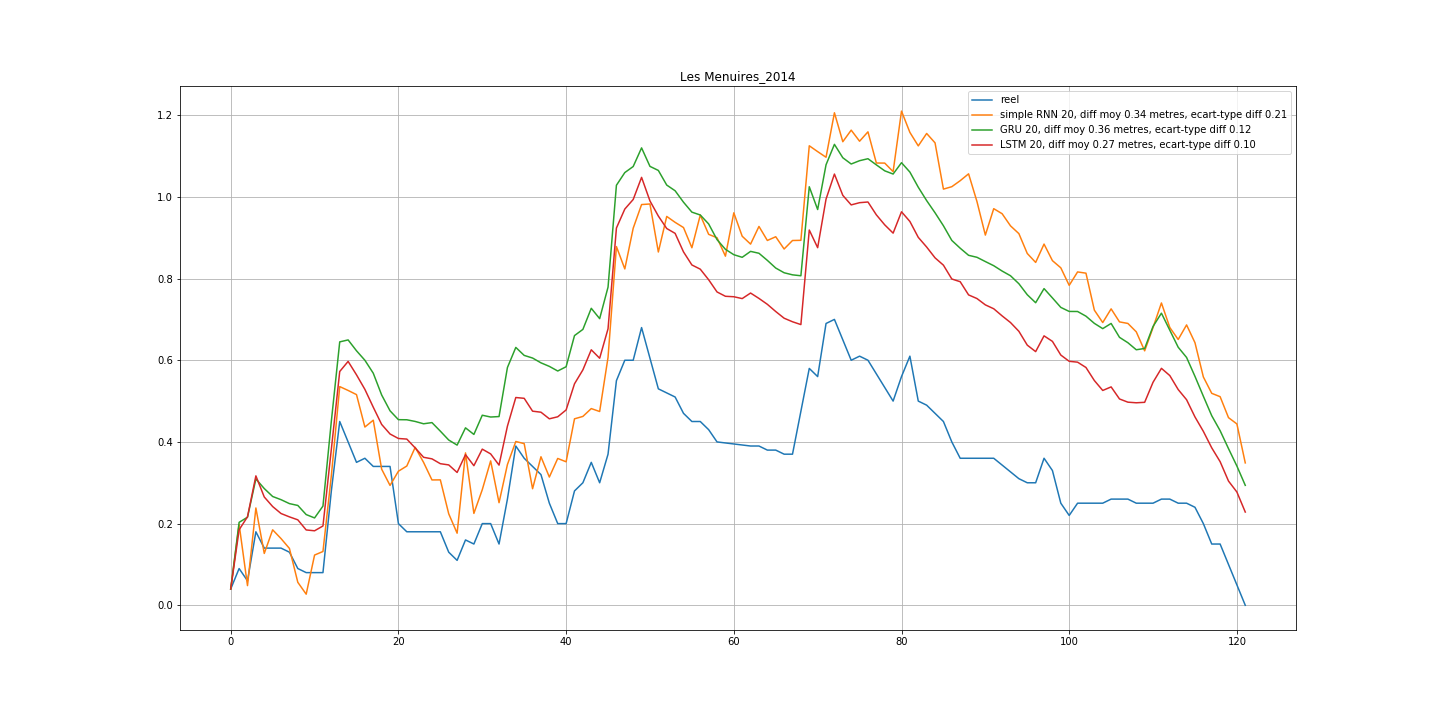 Les Menuires_2014
reel
simple RNN 20, diff moy 0.34 metres, ecart-type diff 0.21
GRU 20, diff moy 0.36 metres, ecart-type diff 0.12
LSTM 20, diff moy 0.27 metres, ecart-type diff 0.10
1.2
1.0
0.8
0.6
0.4
0.2
0.0
0 20 40 60 80 100 120